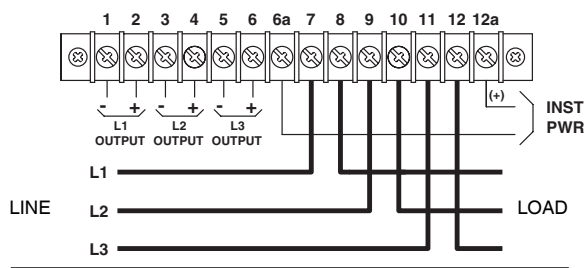 1 2 3 4 5 6 6a 7 8 9 10 11 12 12a
- + - + - + (+) INST
L1 L2 L3 PWR
OUTPUT OUTPUT OUTPUT
L1
LINE L2 LOAD
L3